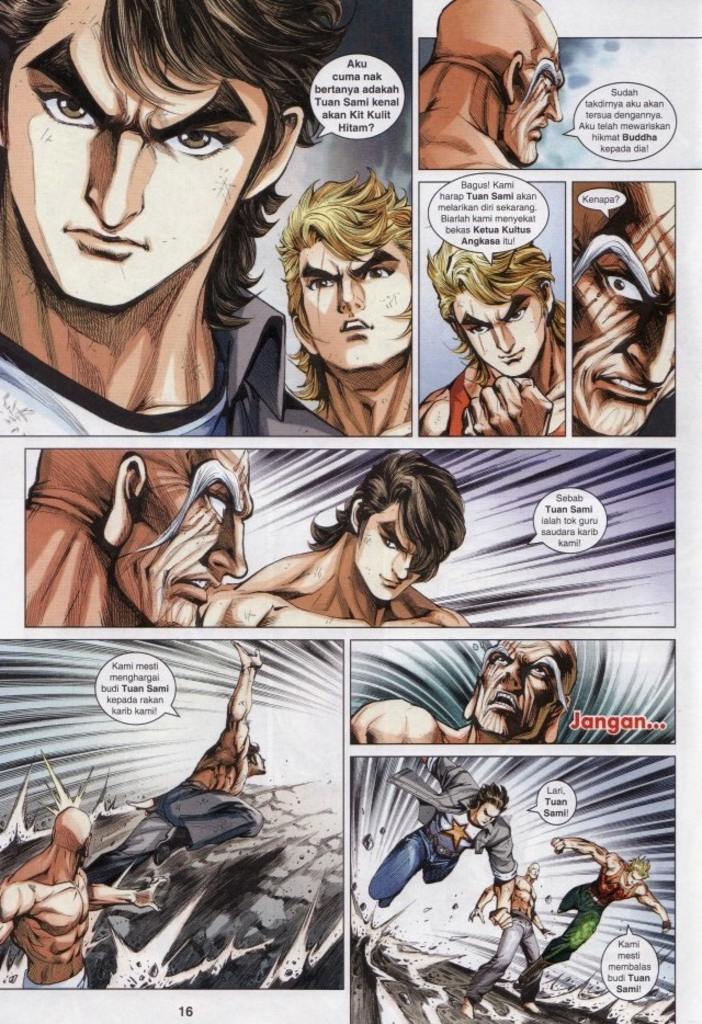 Aku
cuma nak
bertanya adakah
Tuan Sami kenal
akan Kit Kulit
Hitam?
Sudah
takdirnya aku akan
tersua dengannya.
Aku telah mewariskan
hikmat Buddha
kepada dia!
Bagus! Kami
harap Tuan Sami akan
melarikan diri sekarang.
Biarlah kami menyekat
bekas Ketua Kultus
Angkasa itu!
Kenapa?
Sebab
Tuan Sami
ialah tok guru
saudara karib
kami!
Kami mesti
menghargai
budi Tuan Sami
kepada rakan
karib kami!
Jangan...
Lari,
Tuan
Sami!
Kami
mesti
membalas
budi Tuan
Sami!
16